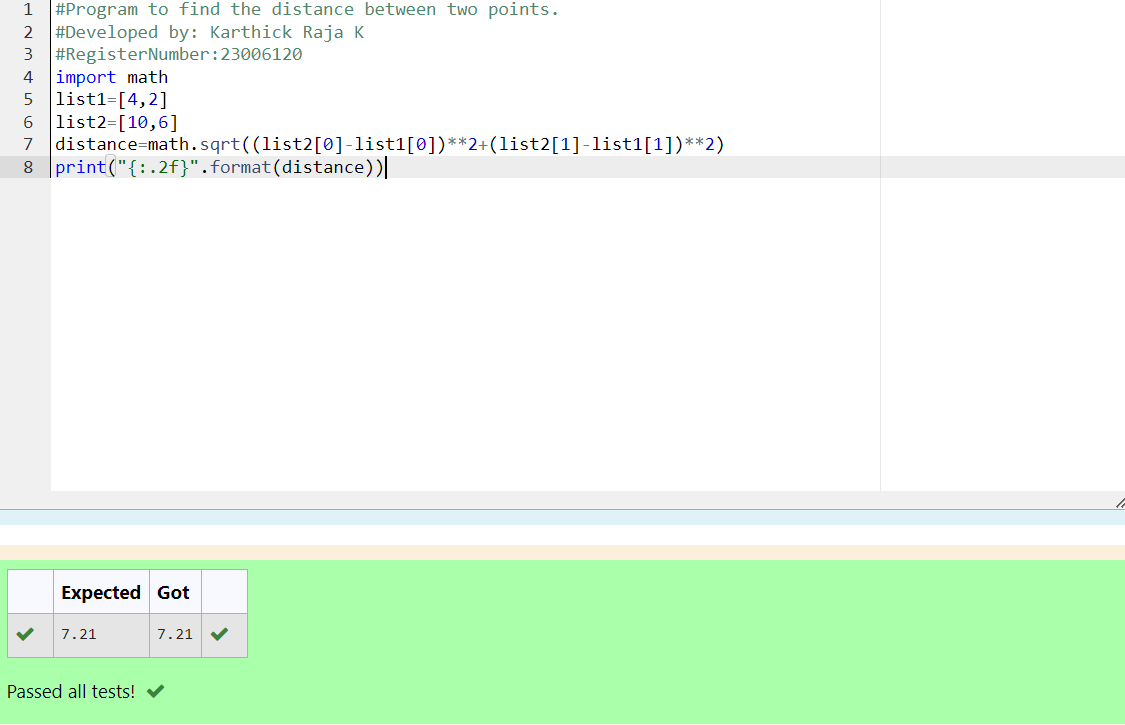 1 #Program to find the distance between two points.
2 #Developed by: Karthick Raja K
3 #RegisterNumber:23006120
4 import math
5 list1=[4,2]
6 list2=[10,6]
7 distance=math.sqrt((list2[0]-list1[0])**2+(list2[1]-list1[1])**2)
8 print("{:.2f}".format(distance))
Expected Got
7.21 7.21
Passed all tests!